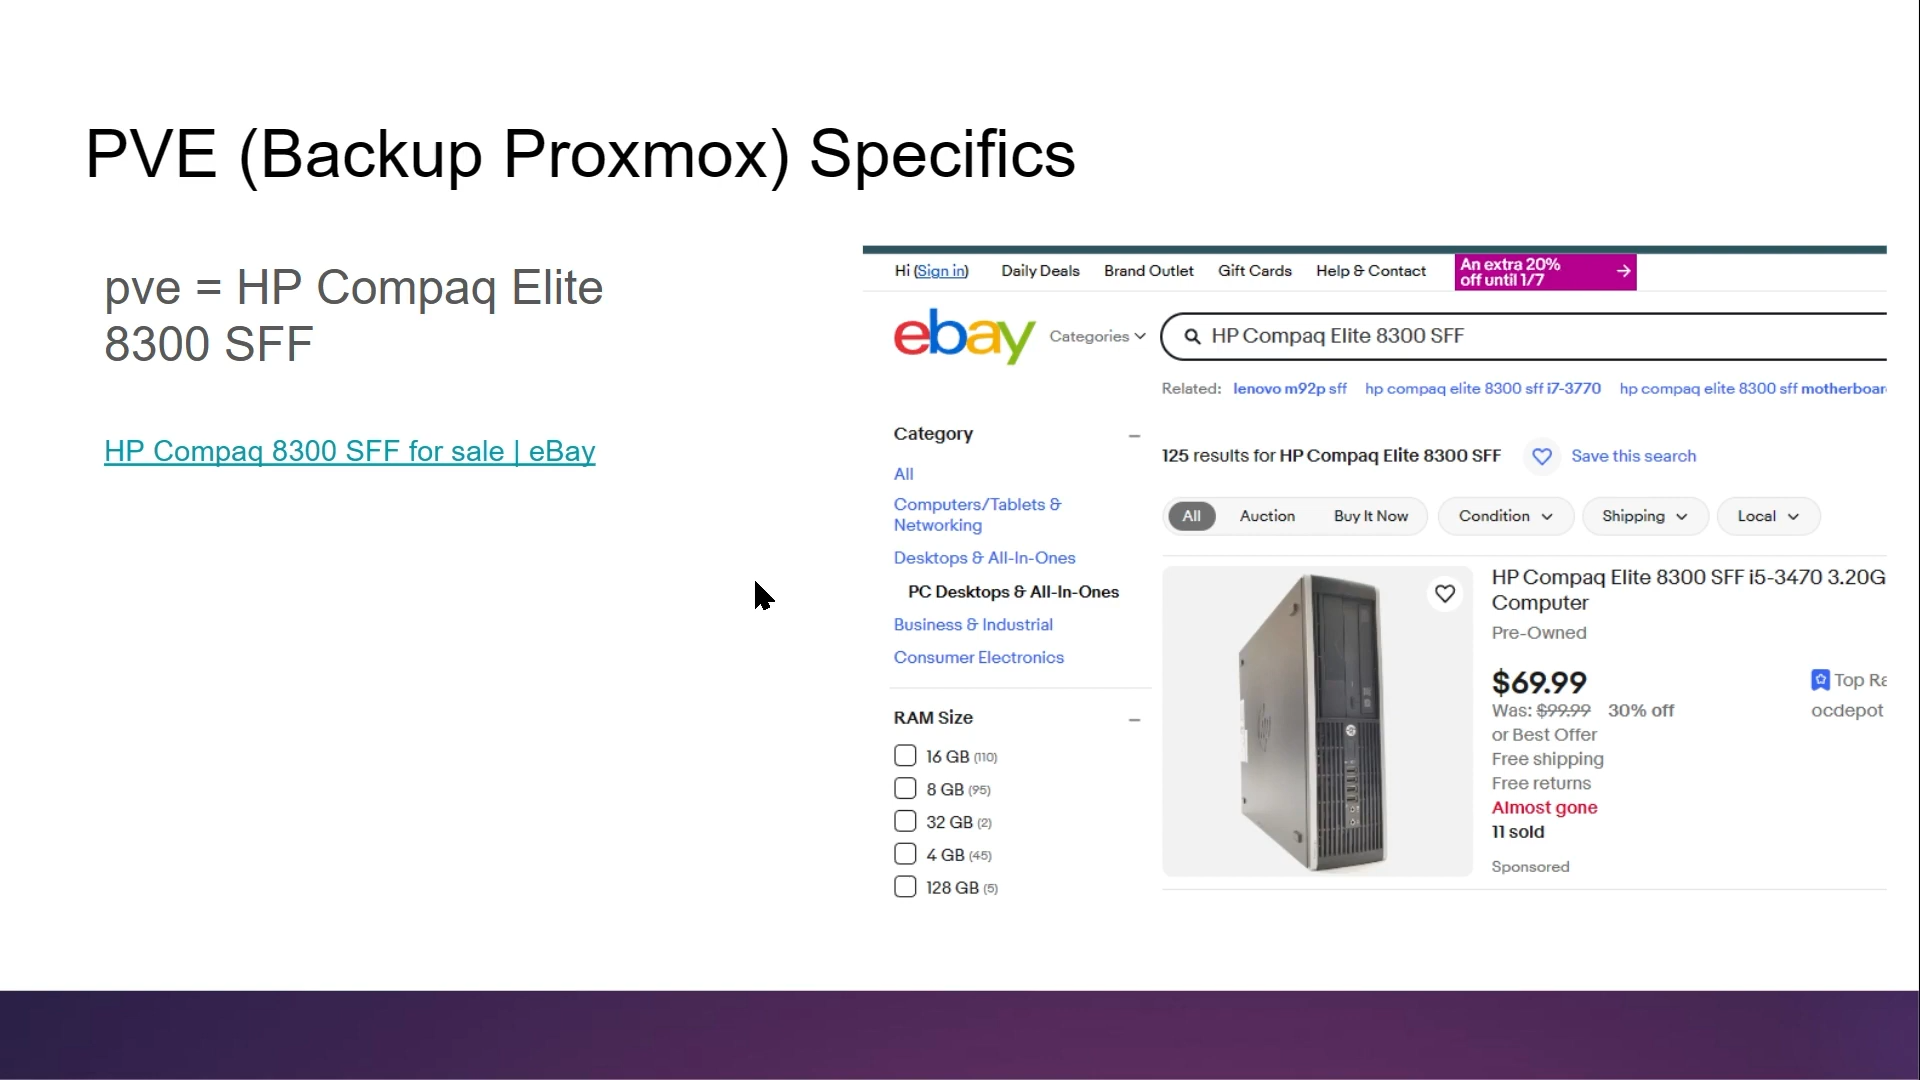 PVE (Backup Proxmox) Specifics
pve = HP Compaq Elite
8300 SFF
HP Compaq 8300 SFF for sale | eBay
Hi (Sign in) Daily Deals Brand Outlet Gift Cards Help & Contact
An extra 20%
off until 1/7
ebay
Categories
HP Compaq Elite 8300 SFF
Related: lenovo m92p sff hp compaq elite 8300 sff i7-3770 hp compaq elite 8300 sff motherboar
Category
All
Computers/Tablets &
Networking
Desktops & All-In-Ones
PC Desktops & All-In-Ones
Business & Industrial
Consumer Electronics
RAM Size
16 GB (110)
8 GB (95)
32 GB (2)
4 GB (45)
128 GB (5)
125 results for HP Compaq Elite 8300 SFF
Save this search
All Auction Buy It Now Condition Shipping Local
HP Compaq Elite 8300 SFF i5-3470 3.20G
Computer
Pre-Owned
$69.99
Was: $99.99 30% off
or Best Offer
Free shipping
Free returns
Almost gone
11 sold
Sponsored
Top Ra
ocdepot